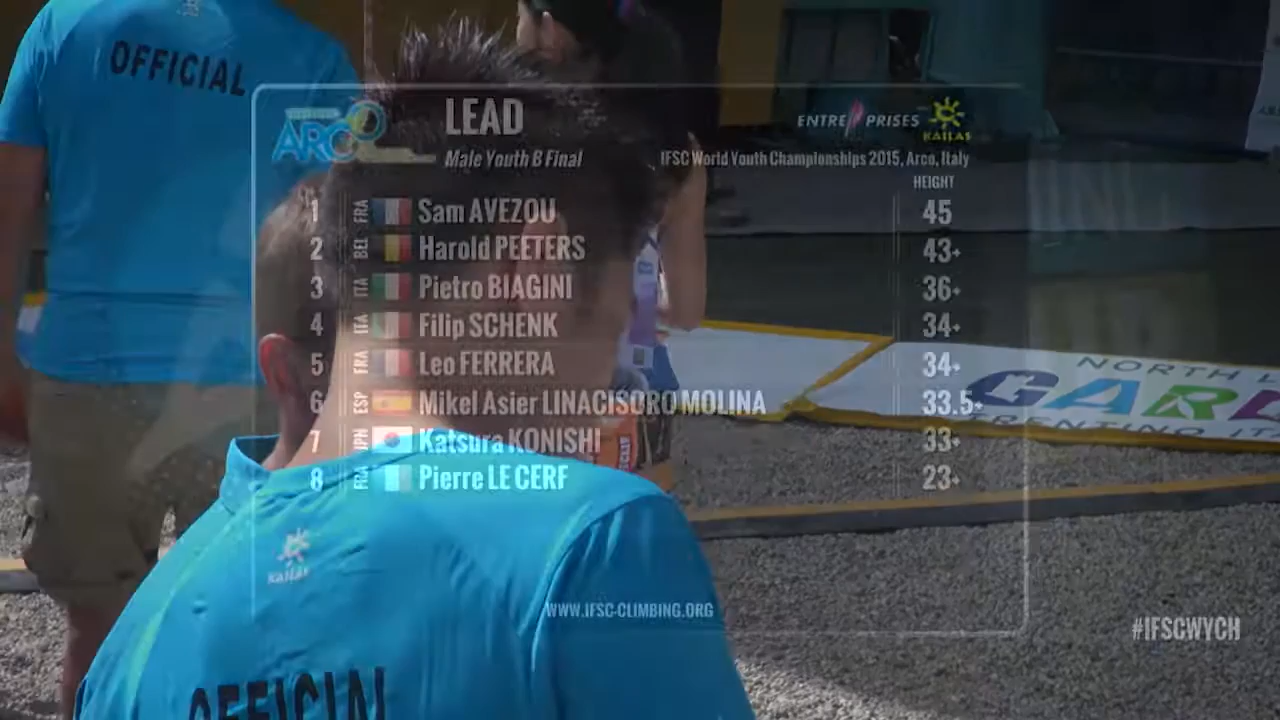 OFFICIAL
ARCO
LEAD
ENTRE PRISES
KAILAS
Male Youth B Final
IFSC World Youth Championships 2015, Arco, Italy
HEIGHT
1 FRA Sam AVEZOU 45
2 BEL Harold PEETERS 43+
3 ITA Pietro BIAGINI 36+
4 ITA Filip SCHENK 34+
5 FRA Leo FERRERA 34+
6 ESP Mikel Asier LINACISORO MOLINA 33.5+
7 JPN Katsura KONISHI 33+
8 FRA Pierre LE CERF 23+
NORTH
GARD
TRENTINO
KAILAS
WWW.IFSC-CLIMBING.ORG
#IFSCWYCH
OFFICIAL